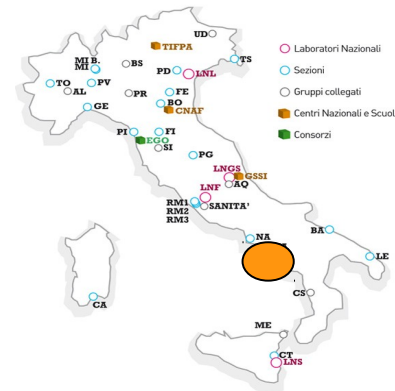 UD
TIFPA
MI B.
MI
BS
TS
PD
LNL
TO
PV
AL
PR
FE
BO
GE
CNAF
PI
FI
EGO
SI
PG
LNGS
GSSI
AQ
LNF
RM1
RM2
RM3
SANITA'
NA
BA
LE
CS
CA
ME
CT
LNS
Laboratori Nazionali
Sezioni
Gruppi collegati
Centri Nazionali e Scuol
Consorzi